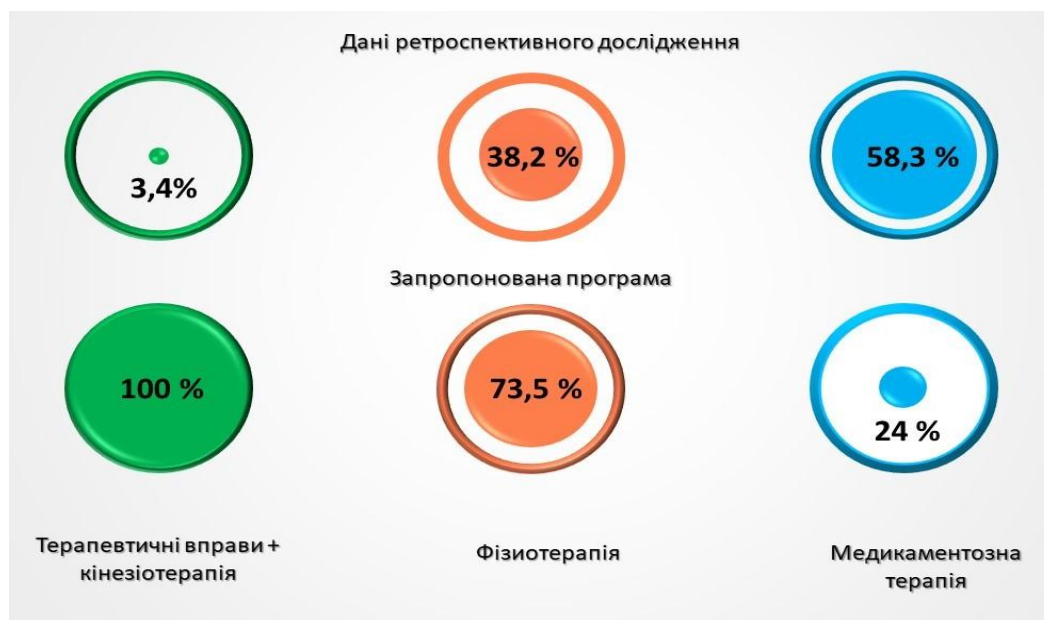 Дані ретроспективного дослідження
3,4%
38,2 %
58,3 %
Запропонована програма
100 %
73,5 %
24 %
Терапевтичні вправи +
кінезіотерапія
Фізиотерапія
Медикаментозна
терапія